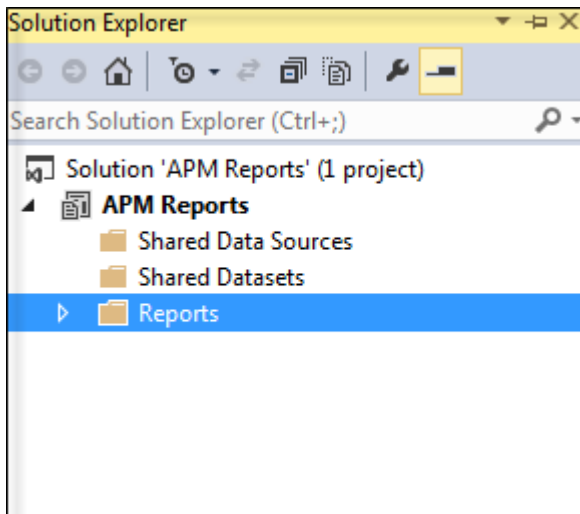 Solution Explorer
Search Solution Explorer (Ctrl+;)
Solution 'APM Reports' (1 project)
APM Reports
Shared Data Sources
Shared Datasets
Reports